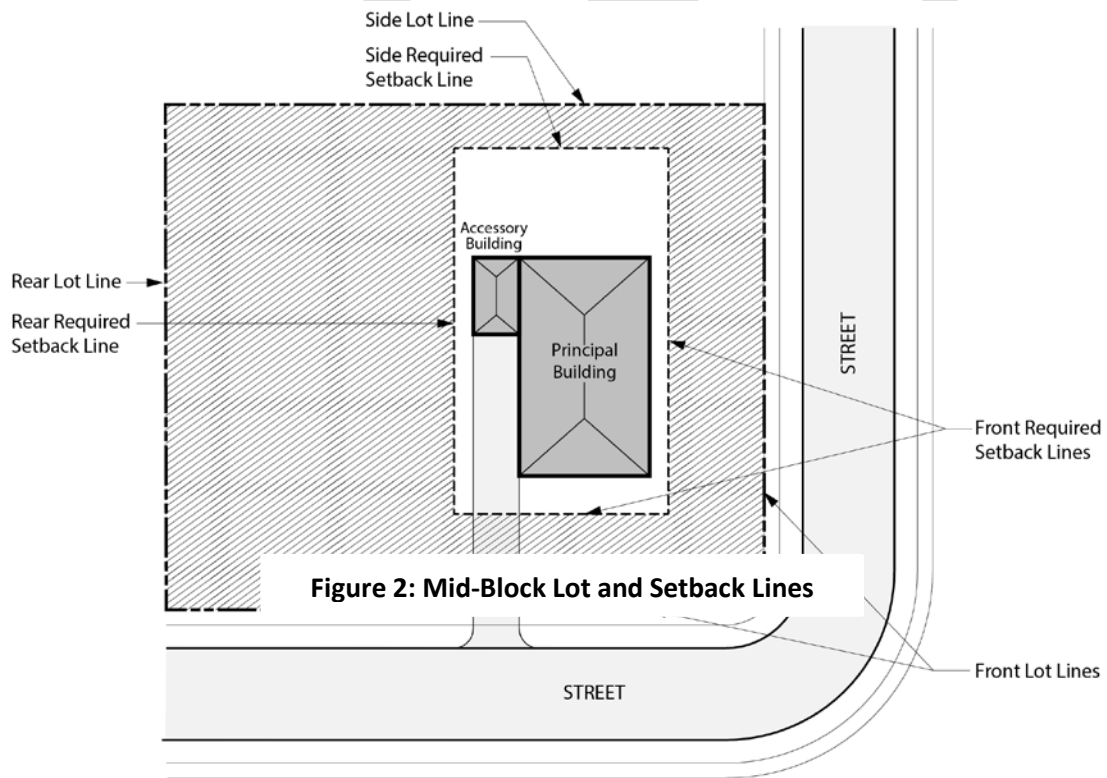 Side Lot Line
Side Required
Setback Line
Accessory
Building
Rear Lot Line
Rear Required
Setback Line
Principal
Building
STREET
Front Required
Setback Lines
Figure 2: Mid-Block Lot and Setback Lines
Front Lot Lines
STREET